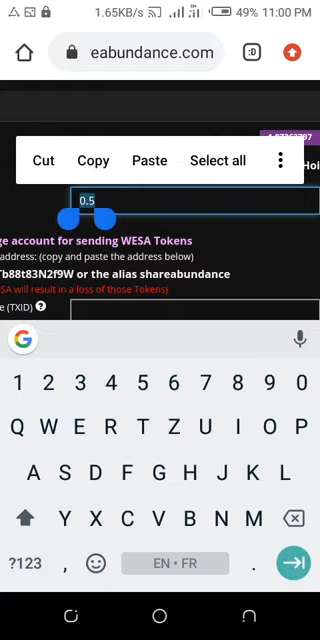 1.65KB/s 49% 11:00 PM
eabundance.com :D
Cut Copy Paste Select all
Hoi
0.5
ge account for sending WESA Tokens
address: (copy and paste the address below)
b88t83N2f9W or the alias shareabundance
SA will result in a loss of those Tokens)
e (TXID) ?
G
1 2 3 4 5 6 7 8 9 0
Q W E R T Z U I O P
A S D F G H J K L
Y X C V B N M
?123 , EN • FR .